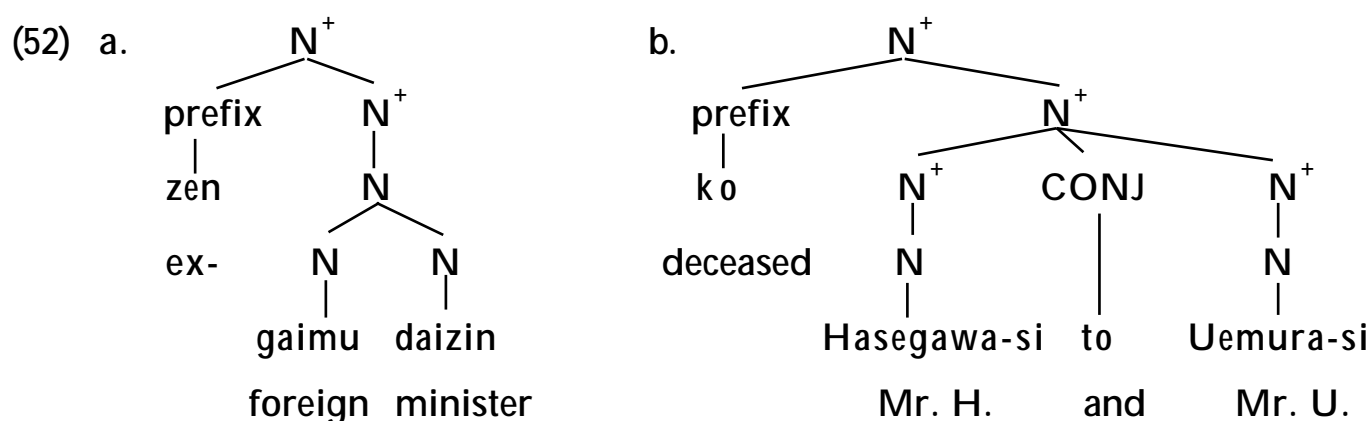 (52) a. N+ b. N+
prefix N+ prefix N+
zen N ko N+ CONJ N+
ex- N N deceased N N
gaimu daizin Hasegawa-si to Uemura-si
foreign minister Mr. H. and Mr. U.